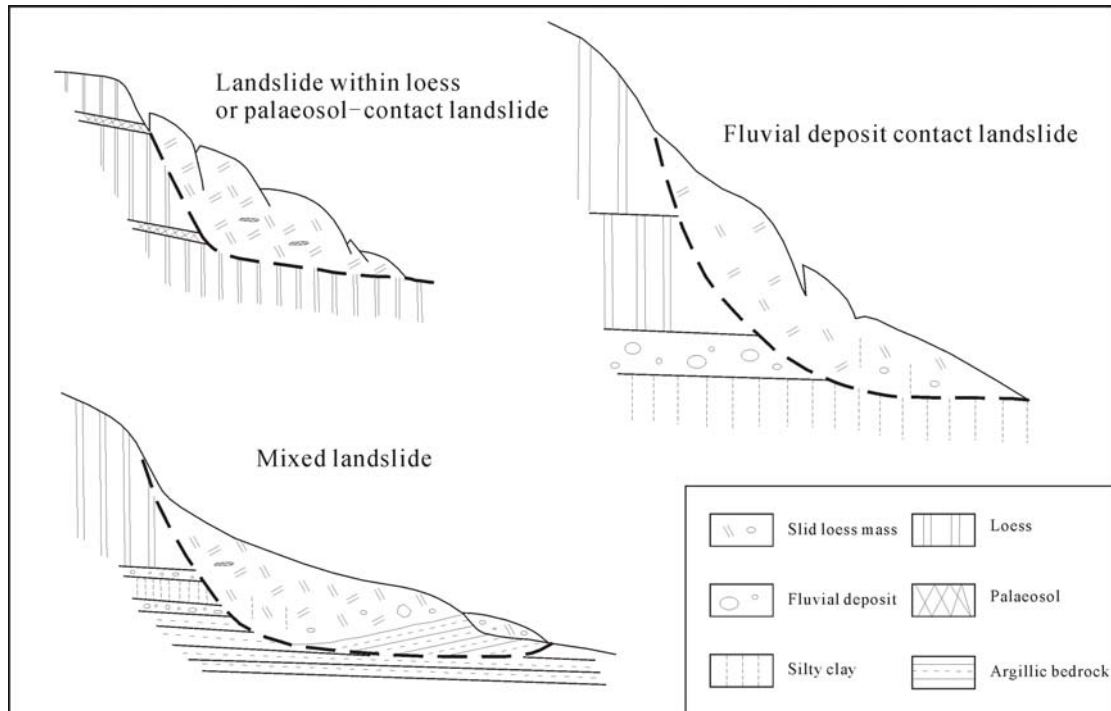 Landslide within loess
or palaeosol-contact landslide
Fluvial deposit contact landslide
Mixed landslide
Slid loess mass
Loess
Fluvial deposit
Palaeosol
Silty clay
Argillic bedrock